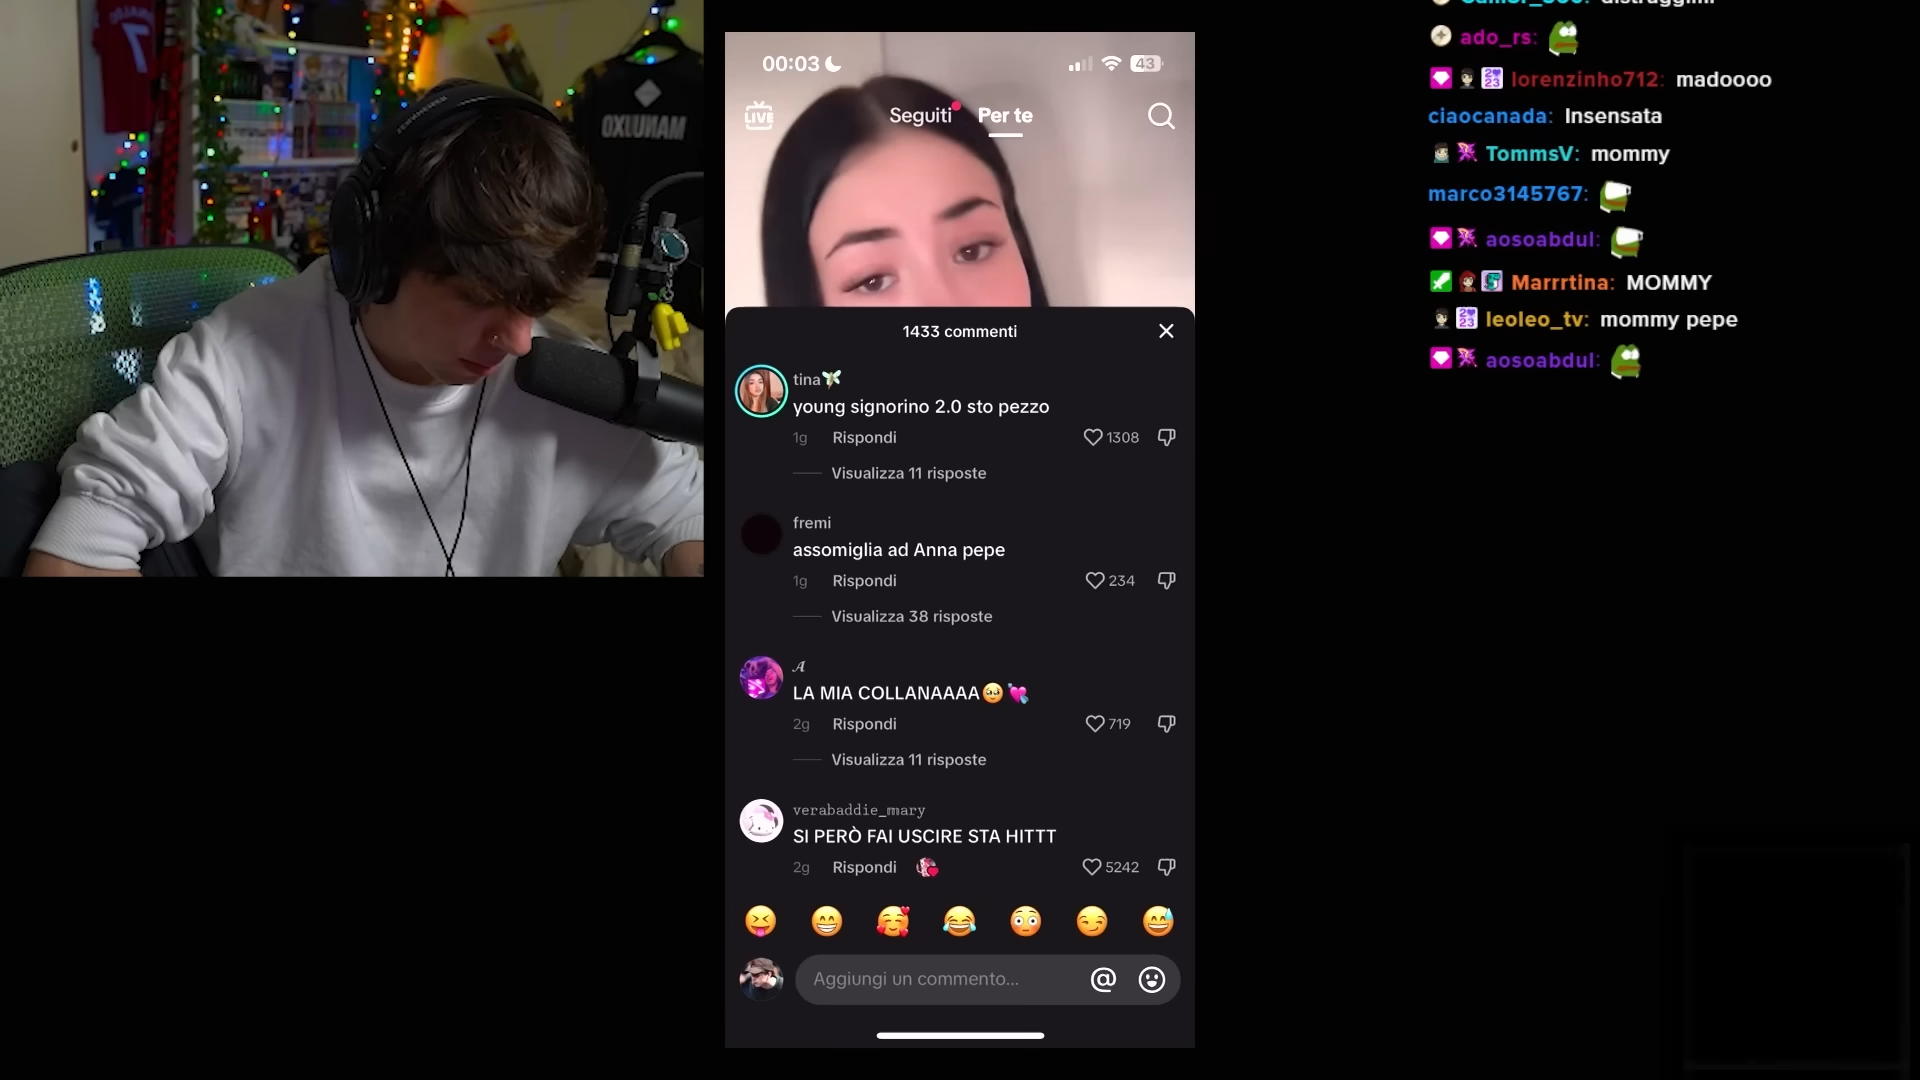 7
OXUUNAM
00:03
43
LIVE
Seguiti
Per te
1433 commenti
tina
young signorino 2.0 sto pezzo
1g Rispondi 1308
Visualizza 11 risposte
fremi
assomiglia ad Anna pepe
1g Rispondi 234
Visualizza 38 risposte
A
LA MIA COLLANAAAA🥹💘
2g Rispondi 719
Visualizza 11 risposte
verabaddie_mary
SI PERÒ FAI USCIRE STA HITTT
2g Rispondi 5242
😝 😁 🥰 😂 😳 😏 😅
Aggiungi un commento...
@
distruggimi
ado_rs:
lorenzinho712: madoooo
ciaocanada: Insensata
TommsV: mommy
marco3145767:
aosoabdul:
Marrrtina: MOMMY
leoleo_tv: mommy pepe
aosoabdul: